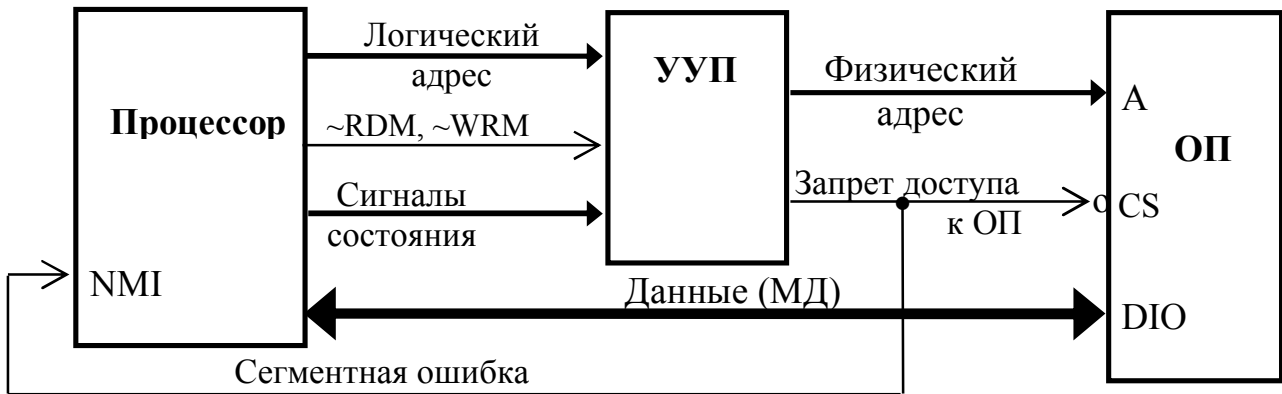 Процессор
NMI
Логический
адрес
~RDM, ~WRM
Сигналы
состояния
УУП
Физический
адрес
Запрет доступа
к ОП
ОП
A
CS
DIO
Данные (МД)
Сегментная ошибка